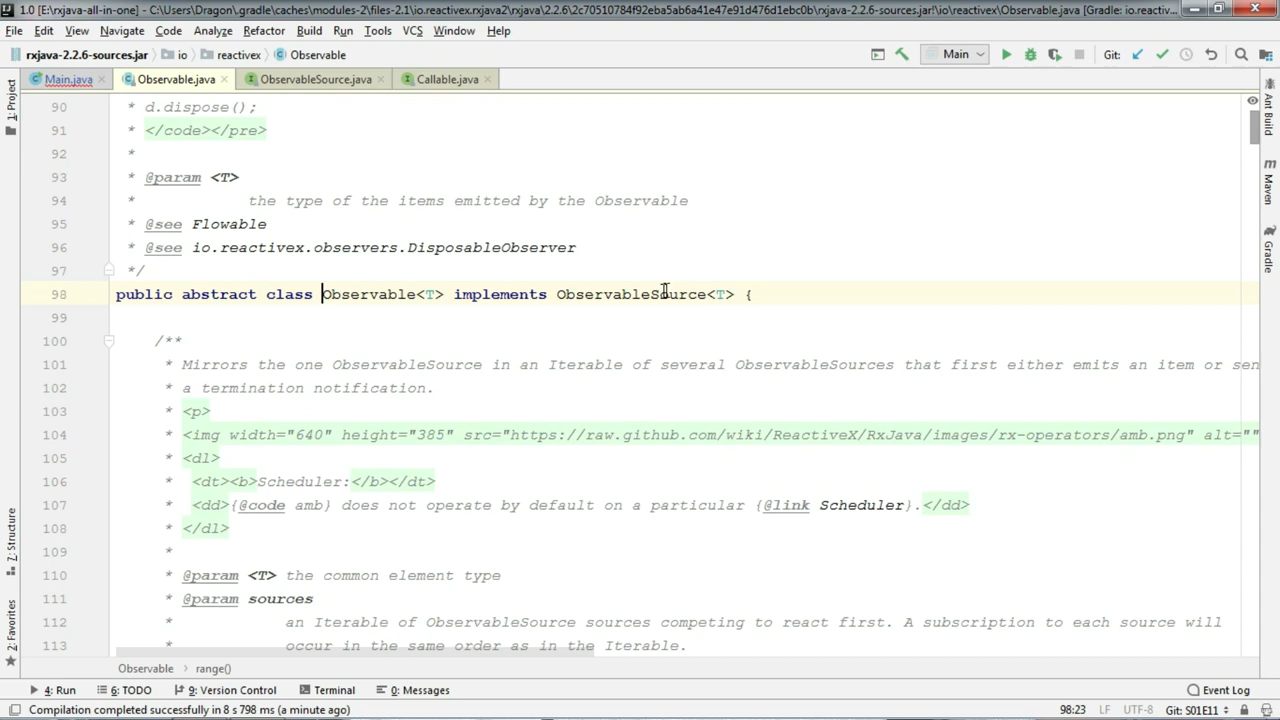 1.0 [E:\rxjava-all-in-one] - C:\Users\Dragon\.gradle\caches\modules-2\files-2.1\io.reactivex.rxjava2\rxjava\2.2.6\2c70510784f92eba5ab6a41e47e91d476d1ebc0b\rxjava-2.2.6-sources.jar!\io\reactivex\Observable.java [Gradle: io.reactiv...
File Edit View Navigate Code Analyze Refactor Build Run Tools VCS Window Help
rxjava-2.2.6-sources.jar io reactivex Observable Main Git:
Main.java Observable.java ObservableSource.java Callable.java
1: Project
Ant Build
Maven
Gradle
7: Structure
2: Favorites
90 * d.dispose();
91 * </code></pre>
92 *
93 * @param <T>
94 * the type of the items emitted by the Observable
95 * @see Flowable
96 * @see io.reactivex.observers.DisposableObserver
97 */
98 public abstract class Observable<T> implements ObservableSource<T> {
99
100 /**
101 * Mirrors the one ObservableSource in an Iterable of several ObservableSources that first either emits an item or sen
102 * a termination notification.
103 * <p>
104 * <img width="640" height="385" src="https://raw.github.com/wiki/ReactiveX/RxJava/images/rx-operators/amb.png" alt=""
105 * <dl>
106 * <dt><b>Scheduler:</b></dt>
107 * <dd>{@code amb} does not operate by default on a particular {@link Scheduler}.</dd>
108 * </dl>
109 *
110 * @param <T> the common element type
111 * @param sources
112 * an Iterable of ObservableSource sources competing to react first. A subscription to each source will
113 * occur in the same order as in the Iterable.
Observable › range()
4: Run 6: TODO 9: Version Control Terminal 0: Messages Event Log
Compilation completed successfully in 8 s 798 ms (a minute ago) 98:23 LF UTF-8 Git: S01E11